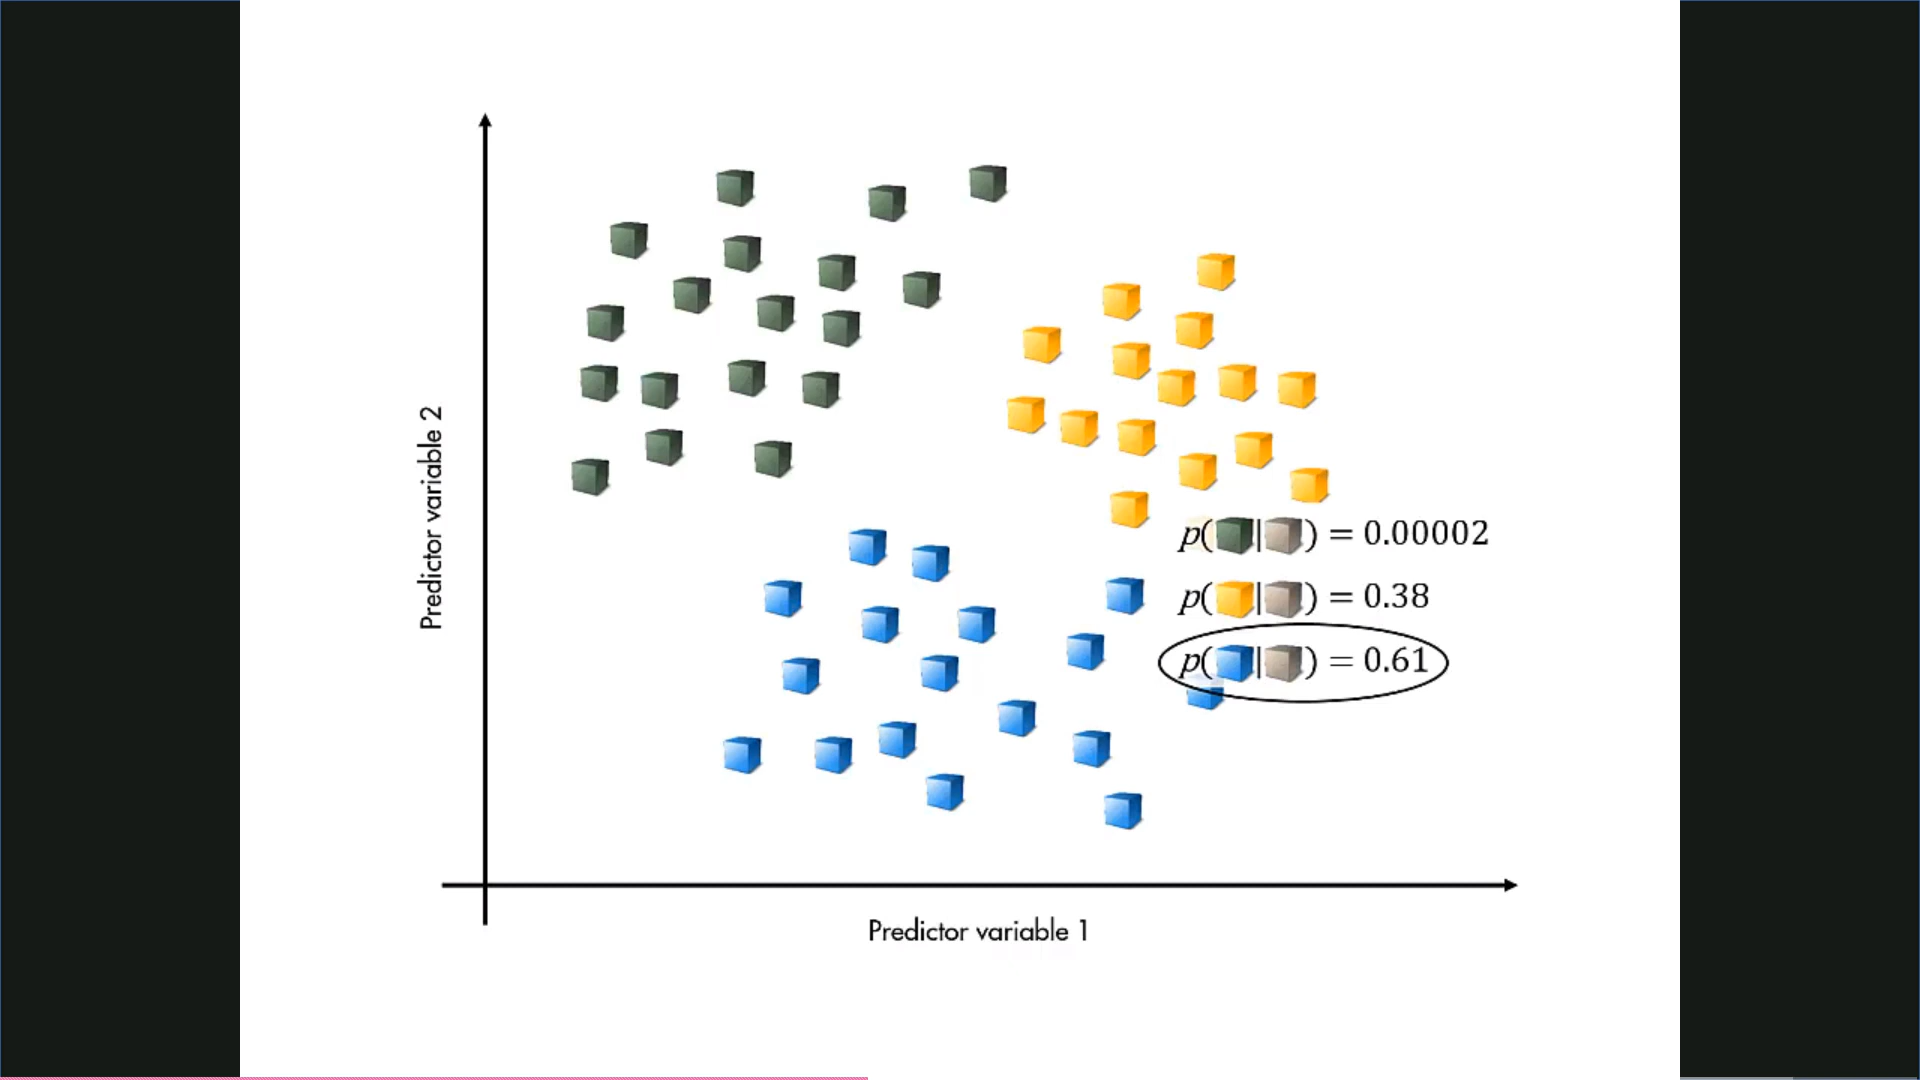 Predictor variable 2
p( | ) = 0.00002
p( | ) = 0.38
p( | ) = 0.61
Predictor variable 1